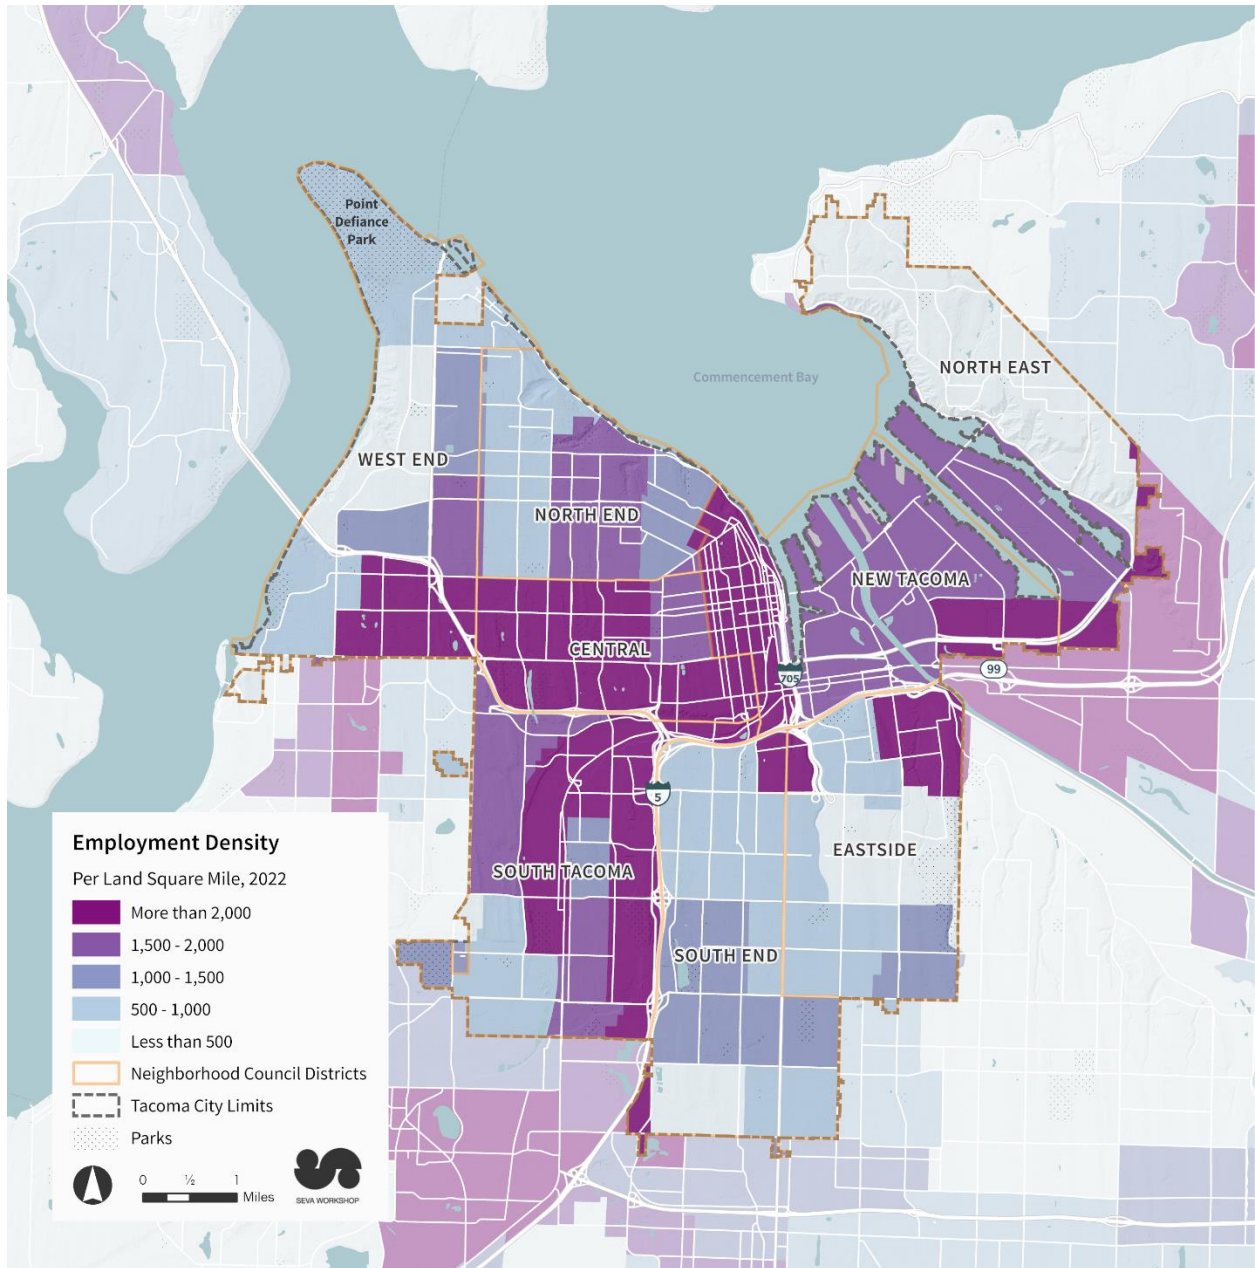 Point
Defiance
Park
Commencement Bay
NORTH EAST
WEST END
NORTH END
NEW TACOMA
CENTRAL
705
99
5
EASTSIDE
SOUTH TACOMA
SOUTH END
Employment Density
Per Land Square Mile, 2022
More than 2,000
1,500 - 2,000
1,000 - 1,500
500 - 1,000
Less than 500
Neighborhood Council Districts
Tacoma City Limits
Parks
0 ½ 1
Miles
SEVA WORKSHOP